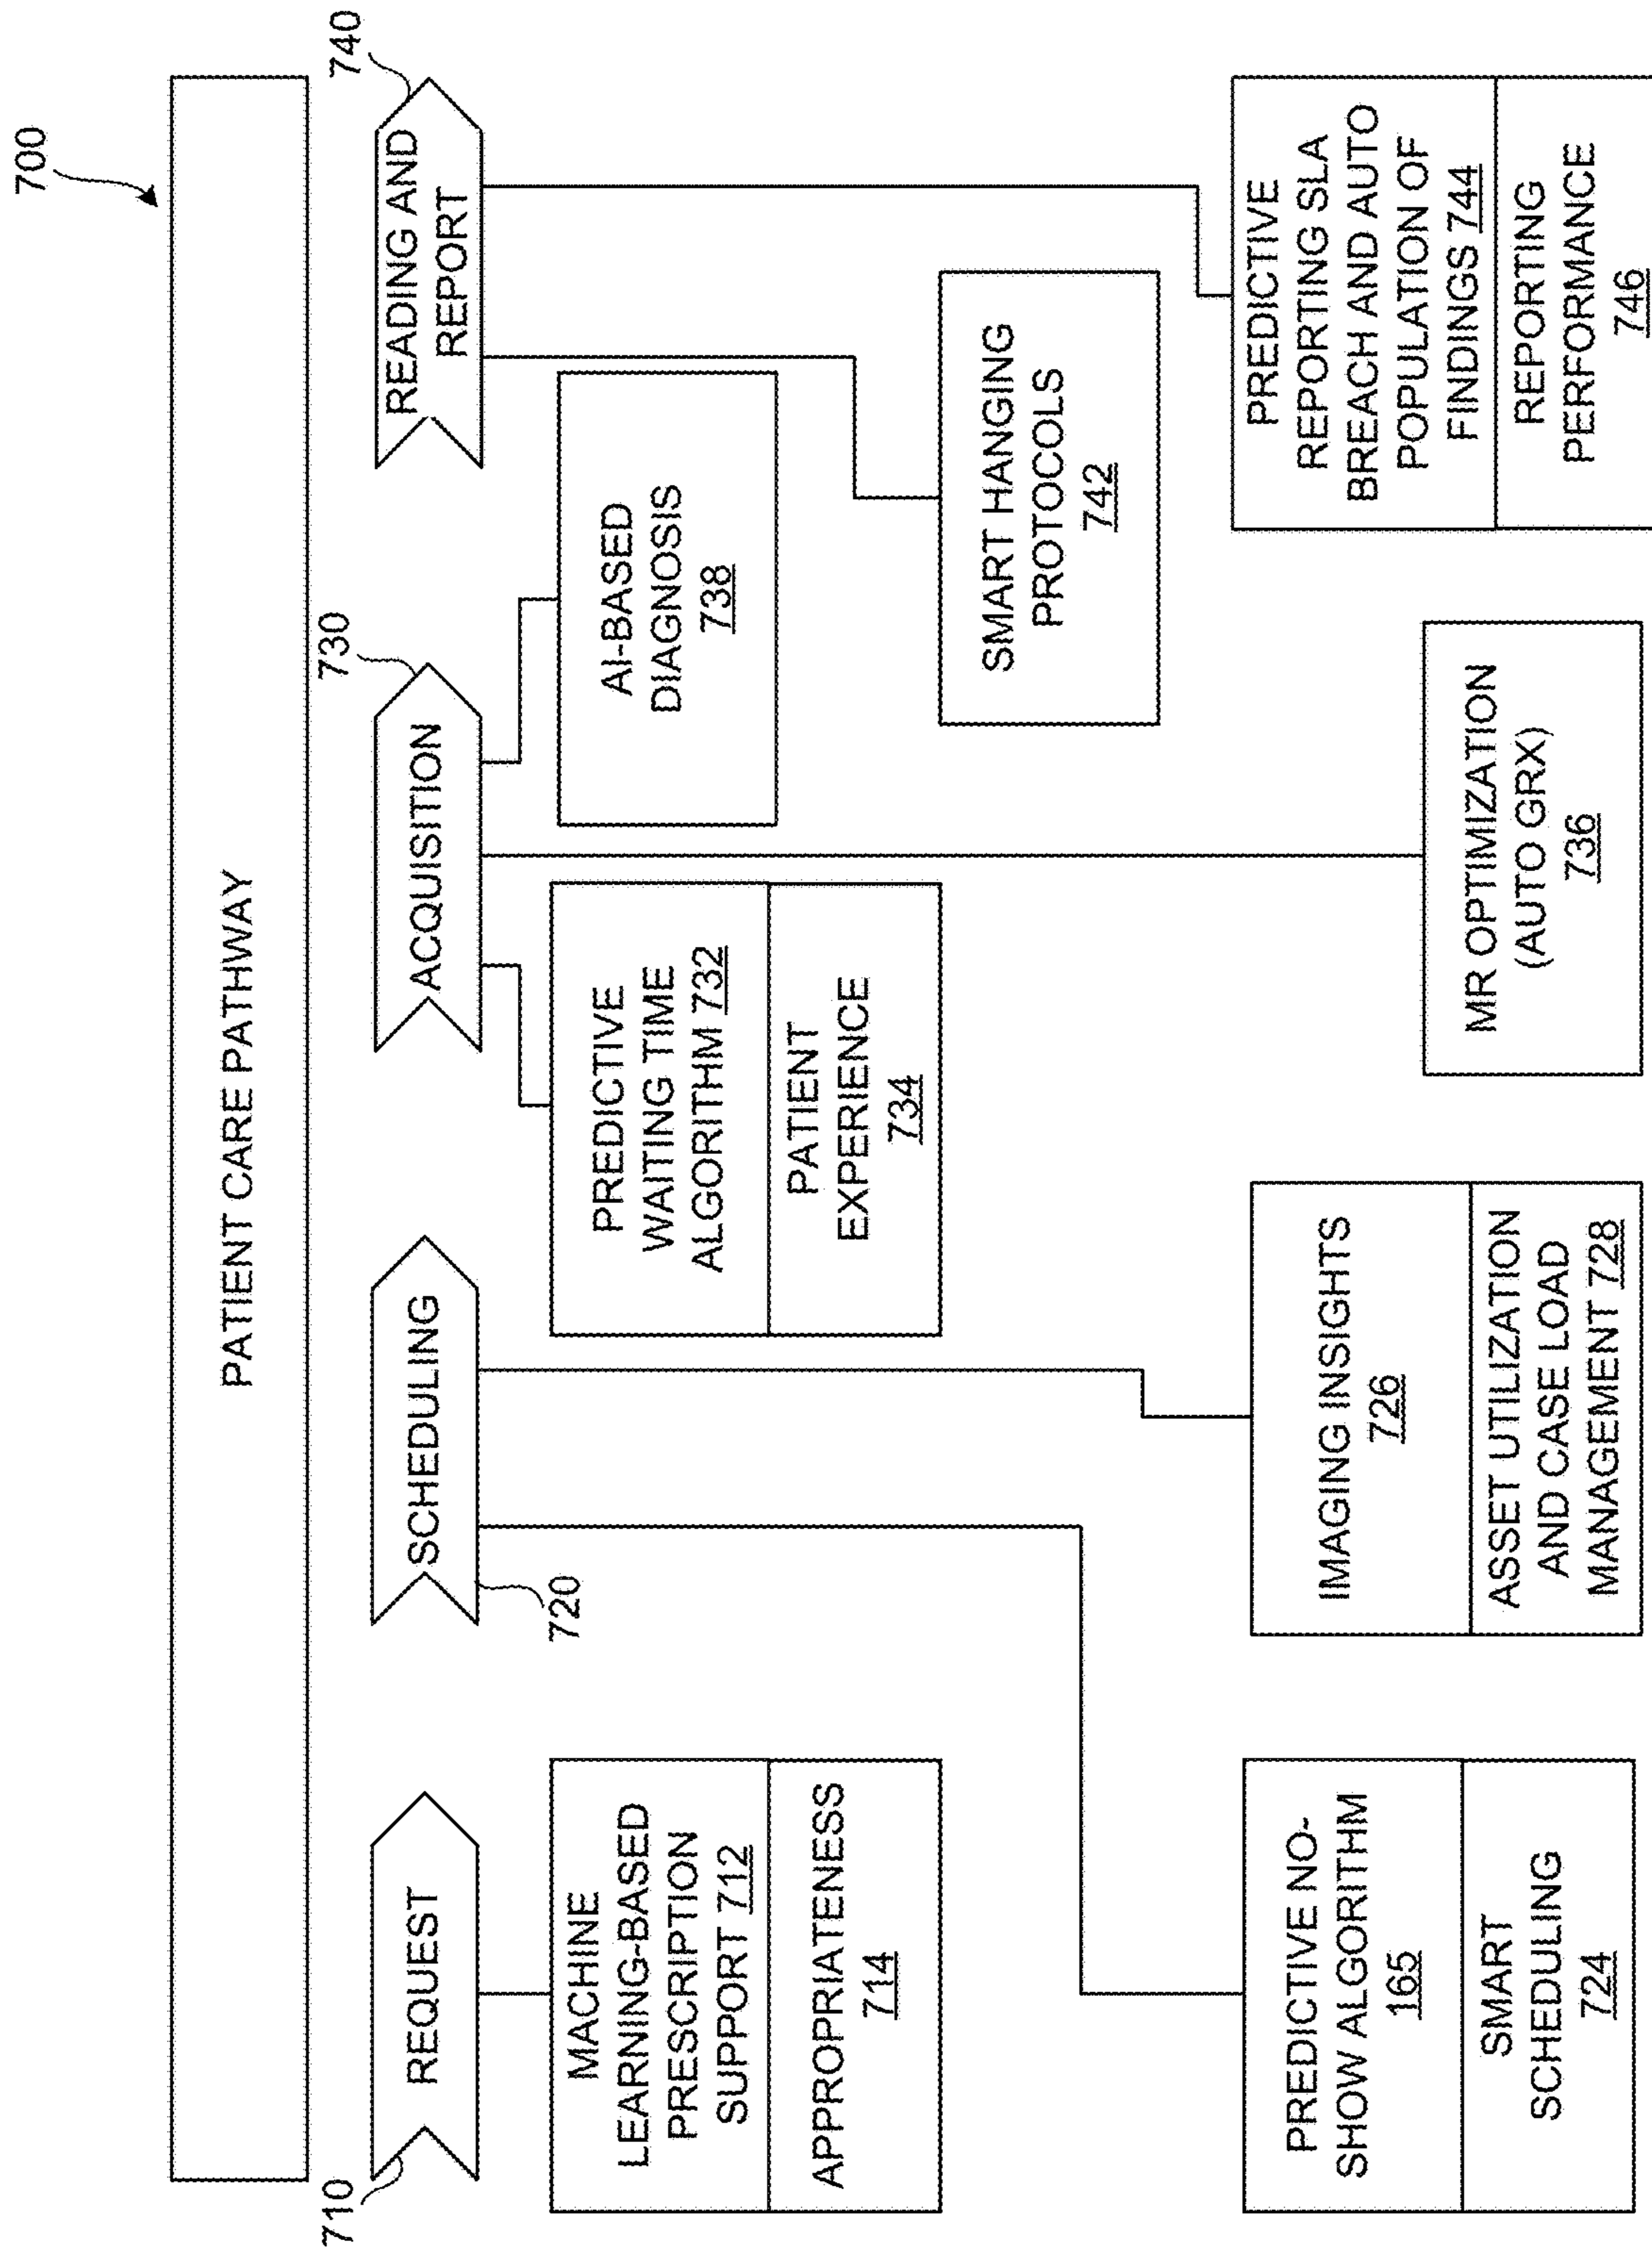 700
PATIENT CARE PATHWAY
710
REQUEST
MACHINE
LEARNING-BASED
PRESCRIPTION
SUPPORT 712
APPROPRIATENESS
714
720
SCHEDULING
PREDICTIVE NO-
SHOW ALGORITHM
165
SMART
SCHEDULING
724
IMAGING INSIGHTS
726
ASSET UTILIZATION
AND CASE LOAD
MANAGEMENT 728
730
ACQUISITION
PREDICTIVE
WAITING TIME
ALGORITHM 732
PATIENT
EXPERIENCE
734
MR OPTIMIZATION
(AUTO GRX)
736
AI-BASED
DIAGNOSIS
738
740
READING AND
REPORT
SMART HANGING
PROTOCOLS
742
PREDICTIVE
REPORTING SLA
BREACH AND AUTO
POPULATION OF
FINDINGS 744
REPORTING
PERFORMANCE
746